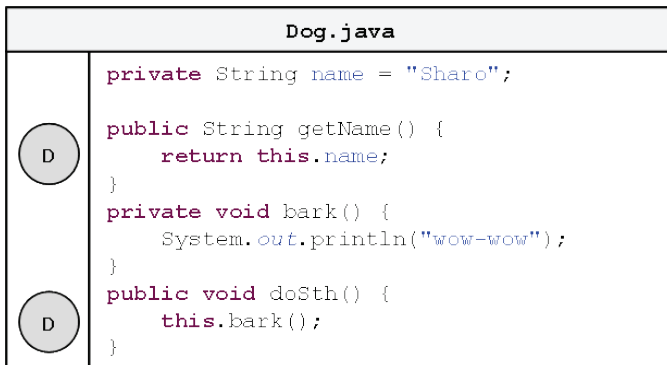 Dog.java
private String name = "Sharo";
D
public String getName() {
return this.name;
}
private void bark() {
System.out.println("wow-wow");
}
D
public void doSth() {
this.bark();
}